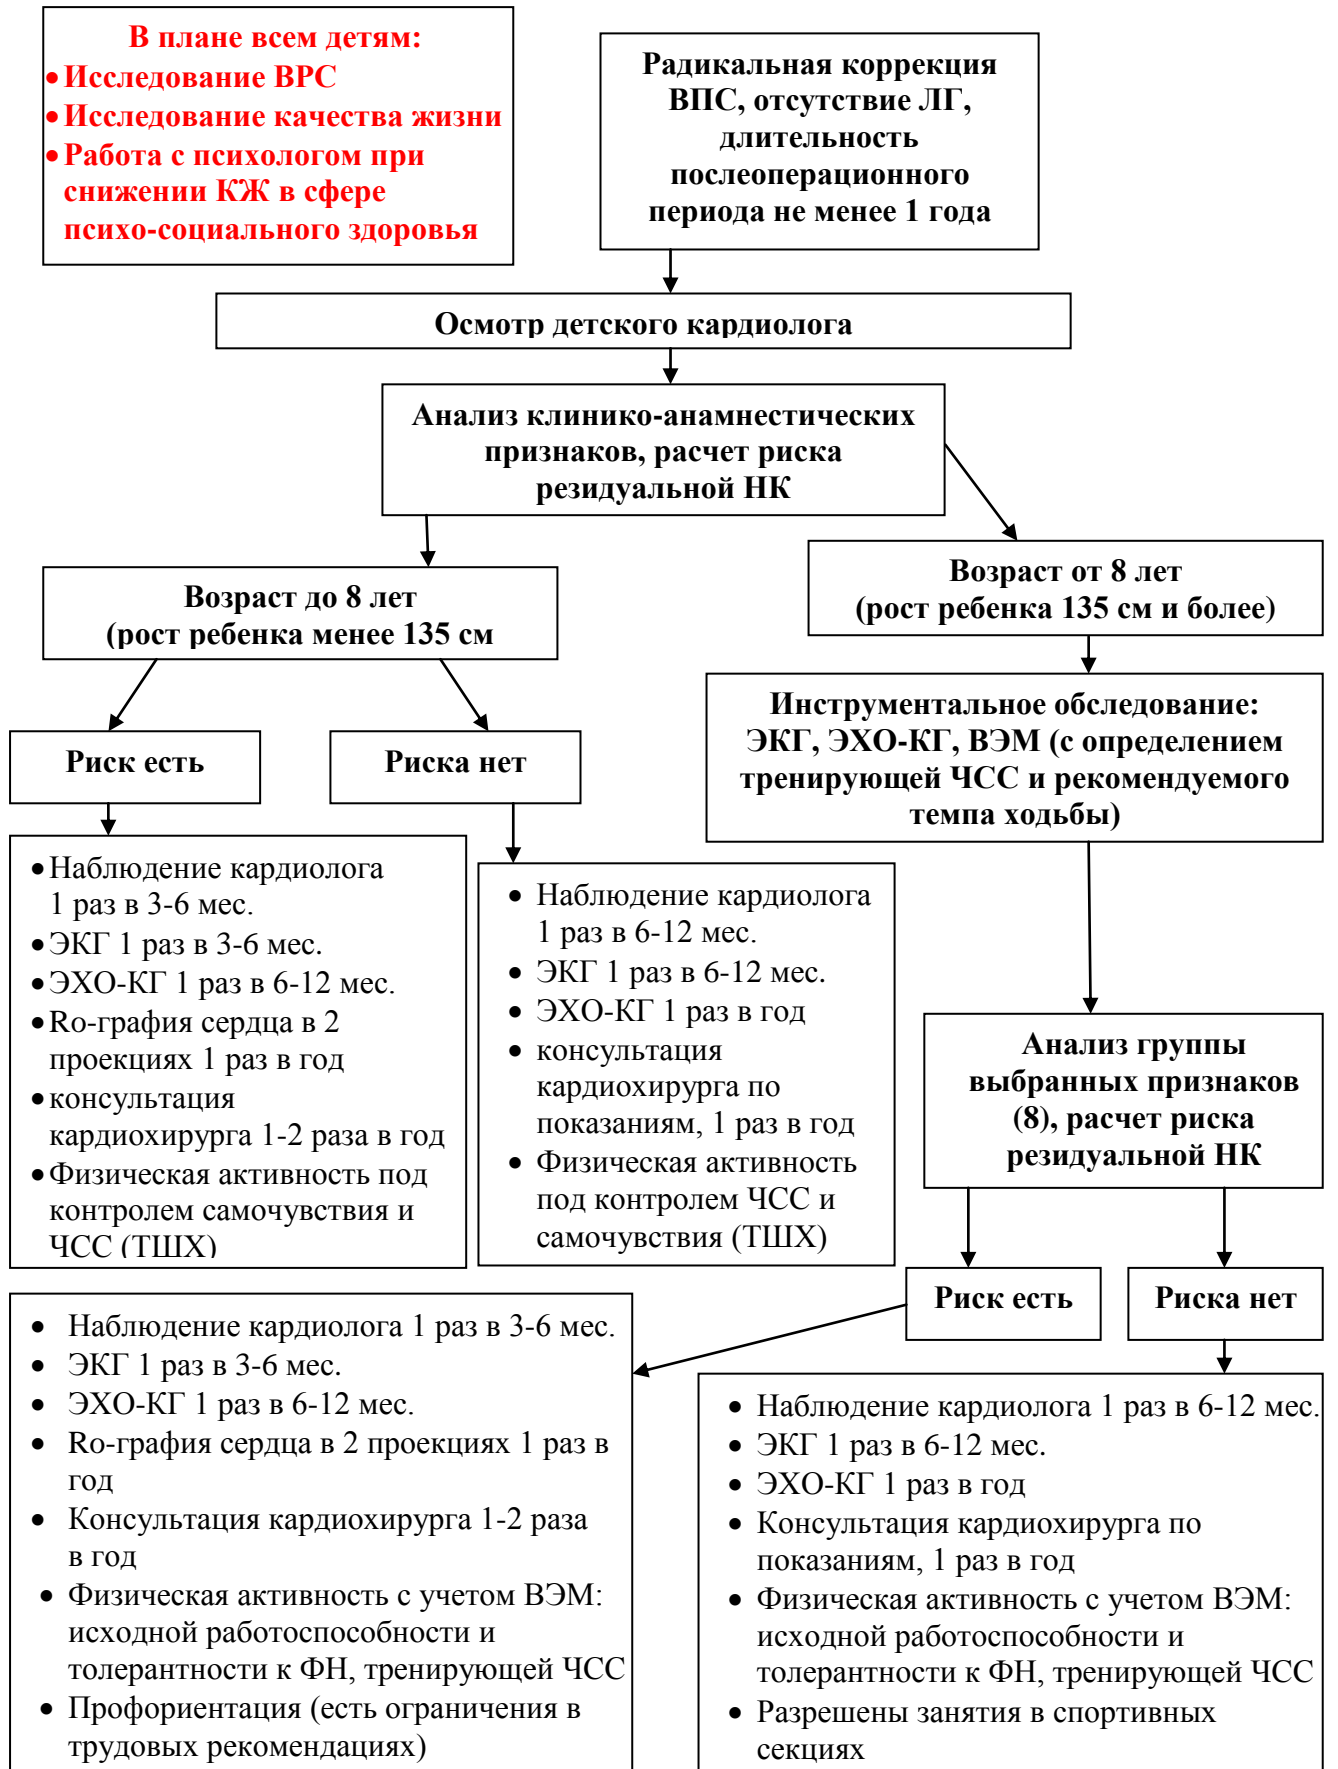 В плане всем детям:
• Исследование ВРС
• Исследование качества жизни
• Работа с психологом при
снижении КЖ в сфере
психо-социального здоровья
Радикальная коррекция
ВПС, отсутствие ЛГ,
длительность
послеоперационного
периода не менее 1 года
Осмотр детского кардиолога
Анализ клинико-анамнестических
признаков, расчет риска
резидуальной НК
Возраст до 8 лет
(рост ребенка менее 135 см
Возраст от 8 лет
(рост ребенка 135 см и более)
Риск есть
Риска нет
Инструментальное обследование:
ЭКГ, ЭХО-КГ, ВЭМ (с определением
тренирующей ЧСС и рекомендуемого
темпа ходьбы)
• Наблюдение кардиолога
1 раз в 3-6 мес.
• ЭКГ 1 раз в 3-6 мес.
• ЭХО-КГ 1 раз в 6-12 мес.
• Ro-графия сердца в 2
проекциях 1 раз в год
• консультация
кардиохирурга 1-2 раза в год
• Физическая активность под
контролем самочувствия и
ЧСС (ТШХ)
• Наблюдение кардиолога
1 раз в 6-12 мес.
• ЭКГ 1 раз в 6-12 мес.
• ЭХО-КГ 1 раз в год
• консультация
кардиохирурга по
показаниям, 1 раз в год
• Физическая активность
под контролем ЧСС и
самочувствия (ТШХ)
Анализ группы
выбранных признаков
(8), расчет риска
резидуальной НК
Риск есть
Риска нет
• Наблюдение кардиолога 1 раз в 3-6 мес.
• ЭКГ 1 раз в 3-6 мес.
• ЭХО-КГ 1 раз в 6-12 мес.
• Ro-графия сердца в 2 проекциях 1 раз в
год
• Консультация кардиохирурга 1-2 раза
в год
• Физическая активность с учетом ВЭМ:
исходной работоспособности и
толерантности к ФН, тренирующей ЧСС
• Профориентация (есть ограничения в
трудовых рекомендациях)
• Наблюдение кардиолога 1 раз в 6-12 мес.
• ЭКГ 1 раз в 6-12 мес.
• ЭХО-КГ 1 раз в год
• Консультация кардиохирурга по
показаниям, 1 раз в год
• Физическая активность с учетом ВЭМ:
исходной работоспособности и
толерантности к ФН, тренирующей ЧСС
• Разрешены занятия в спортивных
секциях